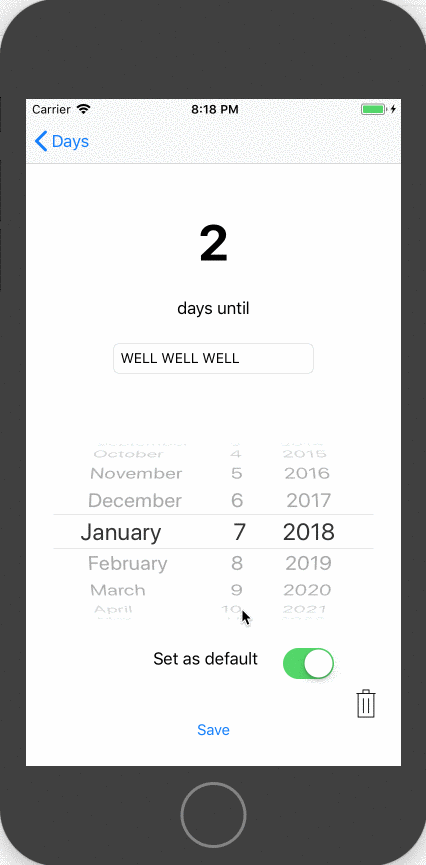 Carrier 8:18 PM
Days
2
days until
WELL WELL WELL
October 4 2015
November 5 2016
December 6 2017
January 7 2018
February 8 2019
March 9 2020
April 10 2021
Set as default
Save